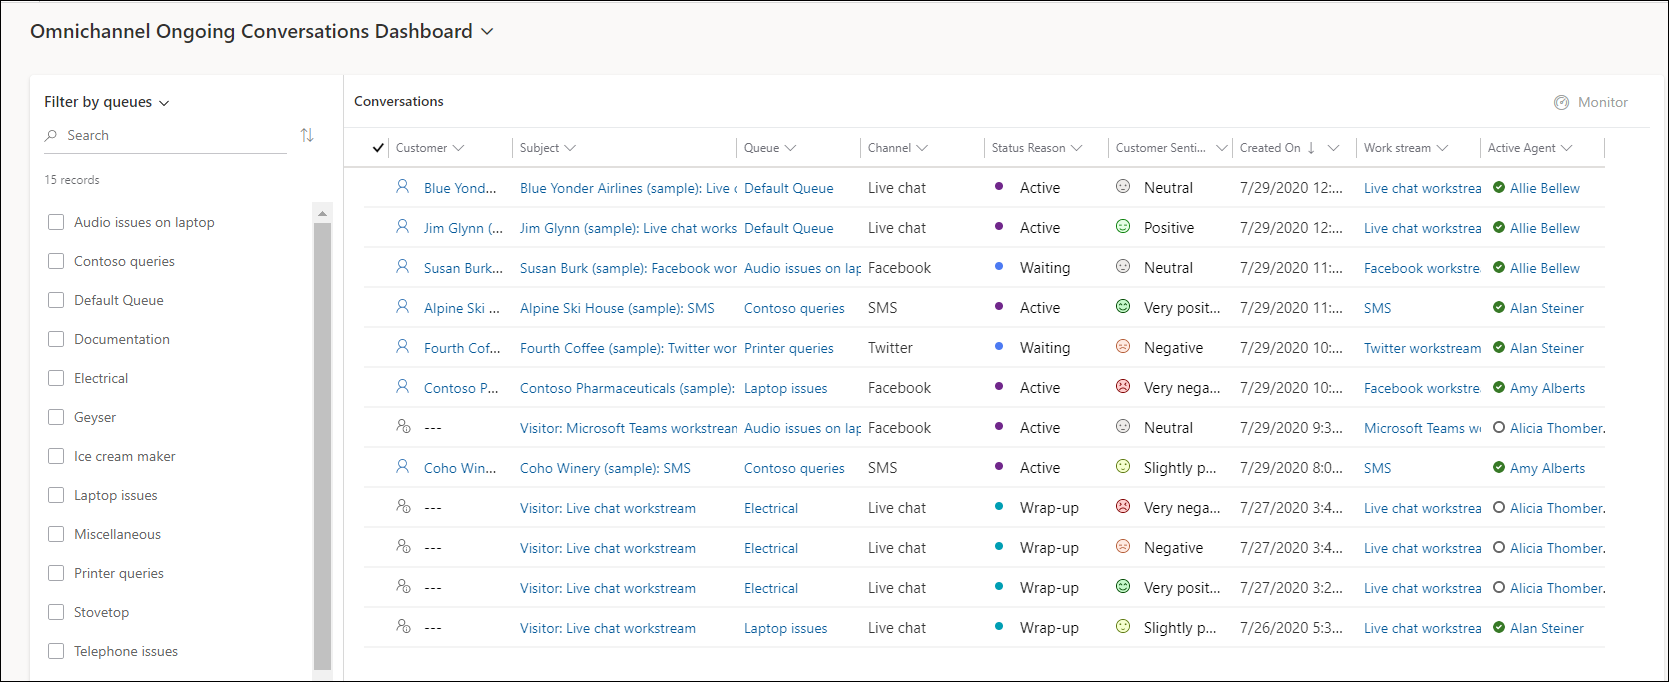 Omnichannel Ongoing Conversations Dashboard
Filter by queues
Search
15 records
Audio issues on laptop
Contoso queries
Default Queue
Documentation
Electrical
Geyser
Ice cream maker
Laptop issues
Miscellaneous
Printer queries
Stovetop
Telephone issues
Conversations
Monitor
Customer Subject Queue Channel Status Reason Customer Senti... Created On Work stream Active Agent
Blue Yond... Blue Yonder Airlines (sample): Live c Default Queue Live chat Active Neutral 7/29/2020 12:... Live chat workstrea Allie Bellew
Jim Glynn (... Jim Glynn (sample): Live chat works Default Queue Live chat Active Positive 7/29/2020 12:... Live chat workstrea Allie Bellew
Susan Burk... Susan Burk (sample): Facebook wor Audio issues on lap Facebook Waiting Neutral 7/29/2020 11:... Facebook workstre Allie Bellew
Alpine Ski ... Alpine Ski House (sample): SMS Contoso queries SMS Active Very posit... 7/29/2020 11:... SMS Alan Steiner
Fourth Cof... Fourth Coffee (sample): Twitter wor Printer queries Twitter Waiting Negative 7/29/2020 10:... Twitter workstream Alan Steiner
Contoso P... Contoso Pharmaceuticals (sample): Laptop issues Facebook Active Very nega... 7/29/2020 10:... Facebook workstre Amy Alberts
--- Visitor: Microsoft Teams workstream Audio issues on lap Facebook Active Neutral 7/29/2020 9:3... Microsoft Teams w Alicia Thomber.
Coho Win... Coho Winery (sample): SMS Contoso queries SMS Active Slightly p... 7/29/2020 8:0... SMS Amy Alberts
--- Visitor: Live chat workstream Electrical Live chat Wrap-up Very nega... 7/27/2020 3:4... Live chat workstrea Alicia Thomber.
--- Visitor: Live chat workstream Electrical Live chat Wrap-up Negative 7/27/2020 3:4... Live chat workstrea Alicia Thomber.
--- Visitor: Live chat workstream Electrical Live chat Wrap-up Very posit... 7/27/2020 3:2... Live chat workstrea Alicia Thomber.
--- Visitor: Live chat workstream Laptop issues Live chat Wrap-up Slightly p... 7/26/2020 5:3... Live chat workstrea Alan Steiner